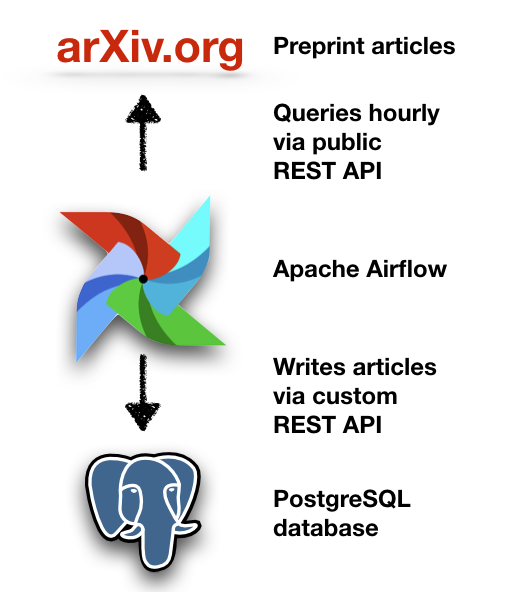 arXiv.org
Preprint articles
Queries hourly
via public
REST API
Apache Airflow
Writes articles
via custom
REST API
PostgreSQL
database